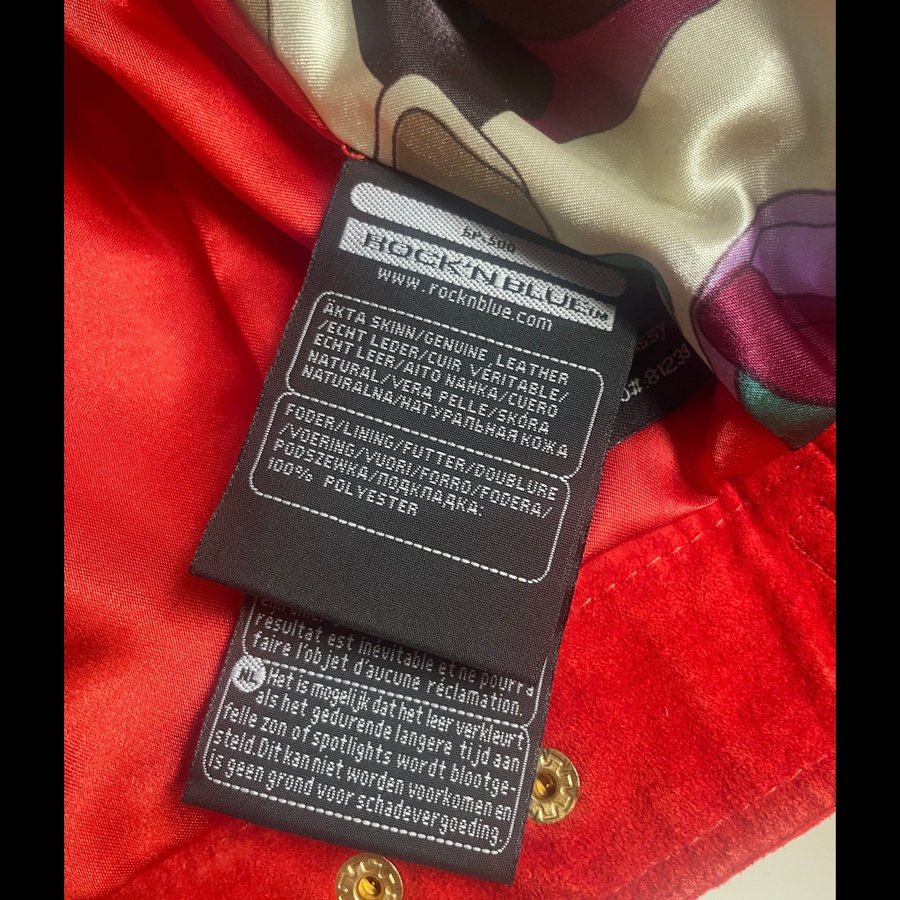 ROCK'N BLUE™
www.rocknblue.com
ÄKTA SKINN/GENUINE LEATHER
/ECHT LEDER/CUIR VÉRITABLE/
ECHT LEER/AITO NAHKA/CUERO
NATURAL/VERA PELLE/SKÓRA
NATURALNA/НАТУРАЛЬНАЯ КОЖА
FODER/LINING/FUTTER/DOUBLURE
/VOERING/VUORI/FORRO/FODERA/
PODSZEWKA/ПОДКЛАДКА:
100% POLYESTER
résultat est inévitable et ne pourra
faire l'objet d'aucune réclamation.
NL Het is mogelijk dat het leer verkleurt
als het gedurende langere tijd aan
felle zon of spotlights wordt blootge-
steld. Dit kan niet worden voorkomen en
is geen grond voor schadevergoeding.